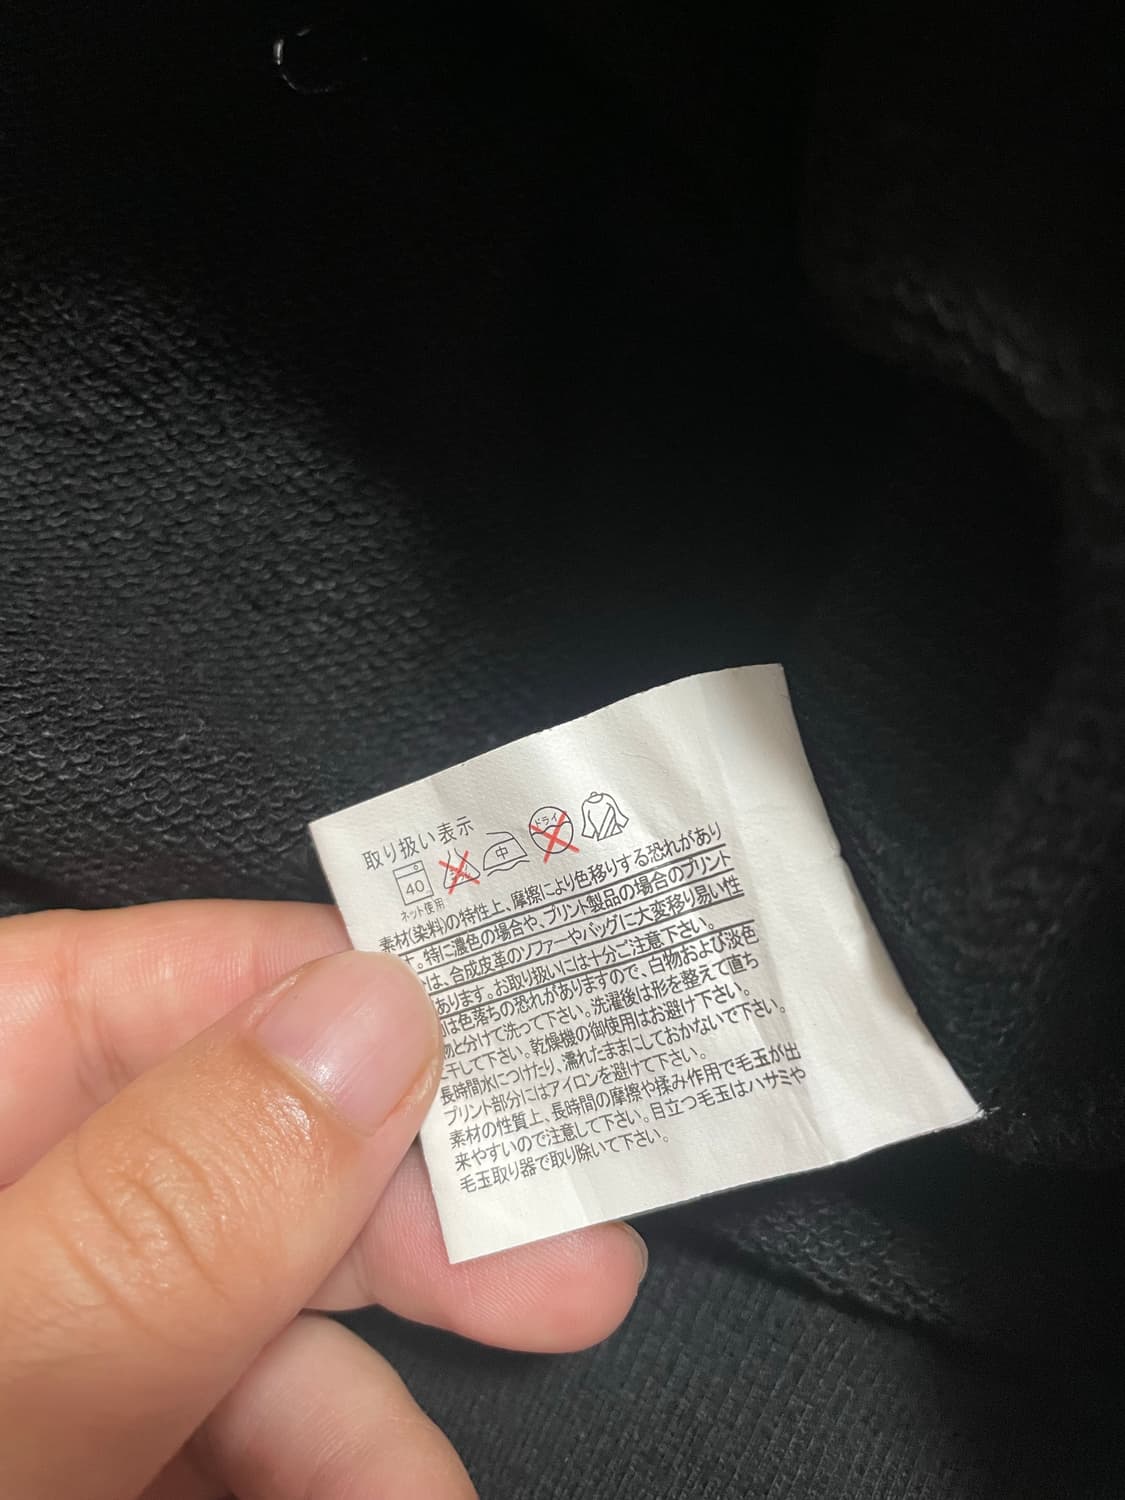 取り扱い表示
40 エンソ 中 ドライ
ネット使用
素材(染料)の特性上、摩擦により色移りする恐れがあり
す。特に濃色の場合や、プリント製品の場合のプリント
は、合成皮革のソファーやバッグに大変移り易い性
あります。お取り扱いには十分ご注意下さい。
は色落ちの恐れがありますので、白物および淡色
物と分けて洗って下さい。洗濯後は形を整えて直ち
干して下さい。乾燥機の御使用はお避け下さい。
長時間水につけたり、濡れたままにしておかないで下さい。
プリント部分にはアイロンを避けて下さい。
素材の性質上、長時間の摩擦や揉み作用で毛玉が出
来やすいので注意して下さい。目立つ毛玉はハサミや
毛玉取り器で取り除いて下さい。